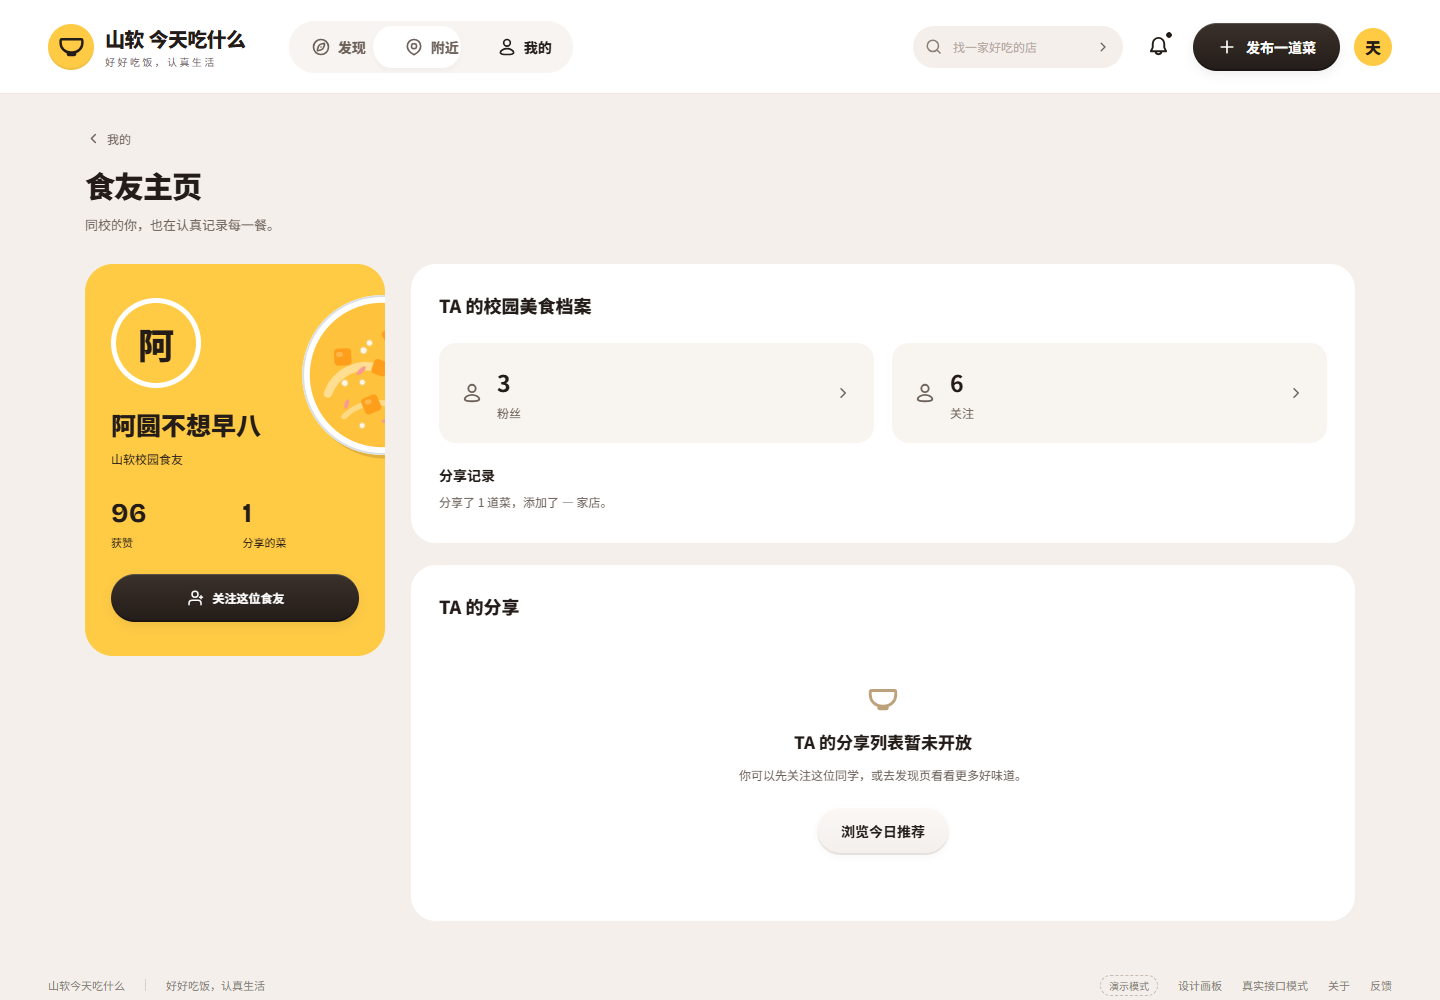 山软 今天吃什么
好好吃饭，认真生活
发现
附近
我的
找一家好吃的店
发布一道菜
天
我的
食友主页
同校的你，也在认真记录每一餐。
阿
阿圆不想早八
山软校园食友
96
获赞
1
分享的菜
关注这位食友
TA 的校园美食档案
3
粉丝
6
关注
分享记录
分享了 1 道菜，添加了 — 家店。
TA 的分享
TA 的分享列表暂未开放
你可以先关注这位同学，或去发现页看看更多好味道。
浏览今日推荐
山软今天吃什么
好好吃饭，认真生活
演示模式
设计画板
真实接口模式
关于
反馈